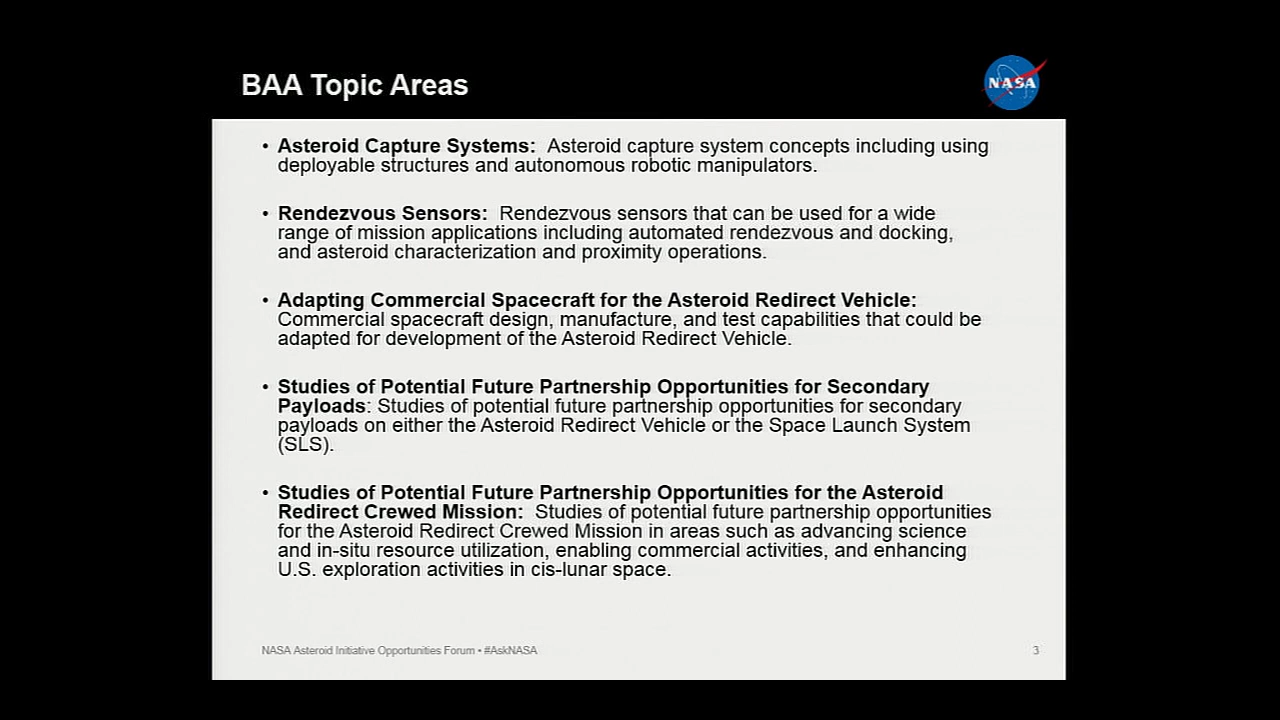 BAA Topic Areas
NASA
• Asteroid Capture Systems: Asteroid capture system concepts including using
deployable structures and autonomous robotic manipulators.
• Rendezvous Sensors: Rendezvous sensors that can be used for a wide
range of mission applications including automated rendezvous and docking,
and asteroid characterization and proximity operations.
• Adapting Commercial Spacecraft for the Asteroid Redirect Vehicle:
Commercial spacecraft design, manufacture, and test capabilities that could be
adapted for development of the Asteroid Redirect Vehicle.
• Studies of Potential Future Partnership Opportunities for Secondary
Payloads: Studies of potential future partnership opportunities for secondary
payloads on either the Asteroid Redirect Vehicle or the Space Launch System
(SLS).
• Studies of Potential Future Partnership Opportunities for the Asteroid
Redirect Crewed Mission: Studies of potential future partnership opportunities
for the Asteroid Redirect Crewed Mission in areas such as advancing science
and in-situ resource utilization, enabling commercial activities, and enhancing
U.S. exploration activities in cis-lunar space.
NASA Asteroid Initiative Opportunities Forum • #AskNASA
3